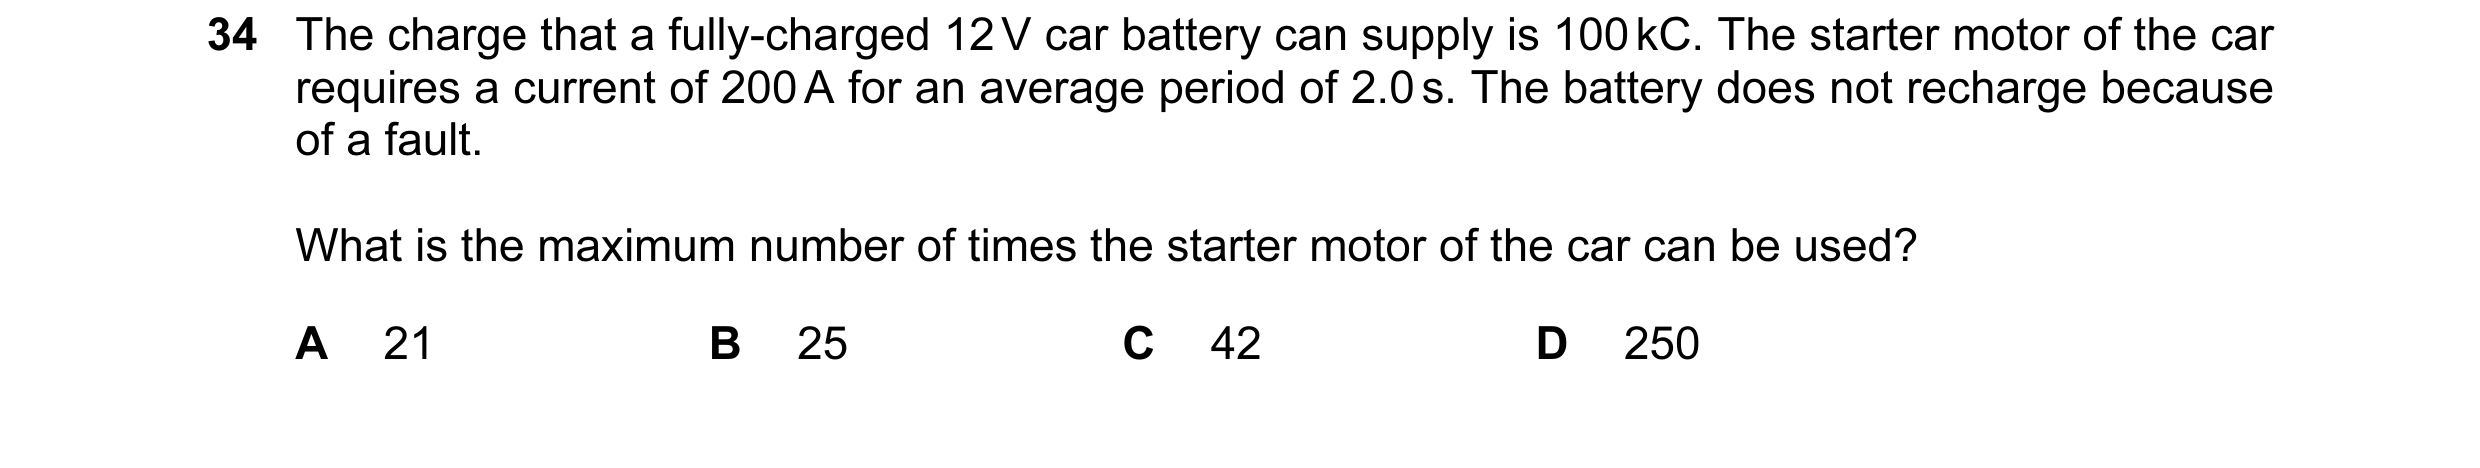 34 The charge that a fully-charged 12 V car battery can supply is 100 kC. The starter motor of the car
requires a current of 200 A for an average period of 2.0 s. The battery does not recharge because
of a fault.
What is the maximum number of times the starter motor of the car can be used?
A 21 B 25 C 42 D 250